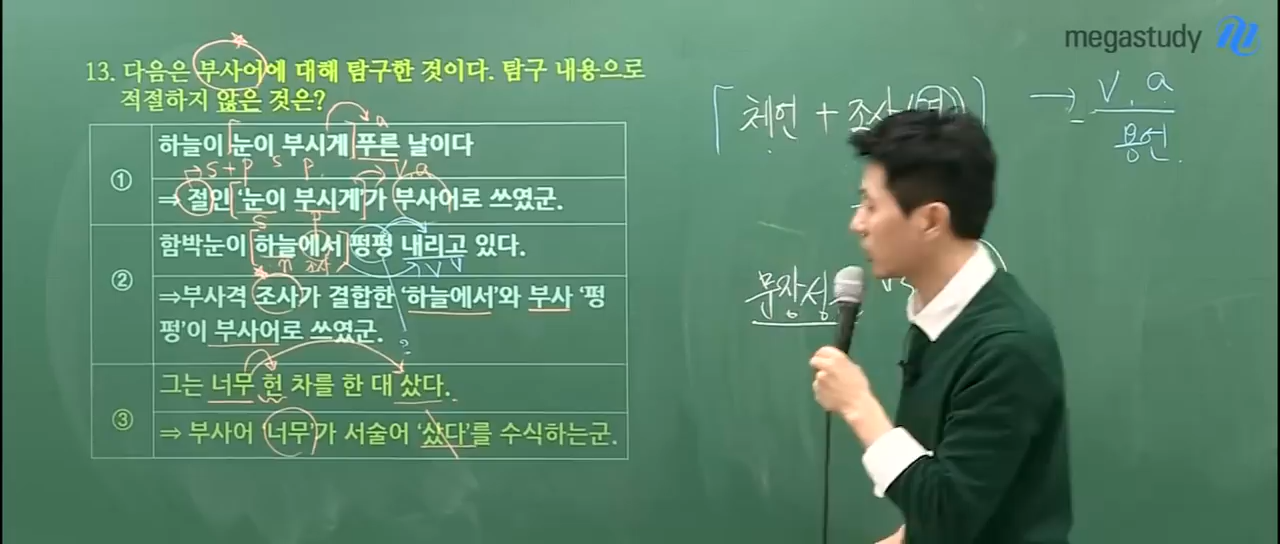 megastudy
13. 다음은 부사어에 대해 탐구한 것이다. 탐구 내용으로
적절하지 않은 것은?
① 하늘이 눈이 부시게 푸른 날이다
⇒ 절인 '눈이 부시게'가 부사어로 쓰였군.
② 함박눈이 하늘에서 펑펑 내리고 있다.
⇒부사격 조사가 결합한 '하늘에서'와 부사 '펑
펑'이 부사어로 쓰였군.
③ 그는 너무 헌 차를 한 대 샀다.
⇒ 부사어 '너무'가 서술어 '샀다'를 수식하는군.
a
S + P S P V, a
S P
조사 V V
?
[체언 + 조사 → V, a
용언.
문장성